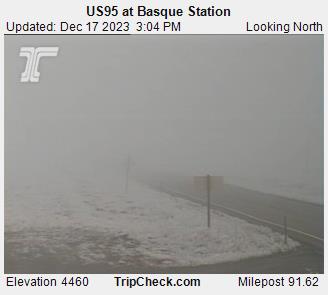 US95 at Basque Station
Updated: Dec 17 2023 3:04 PM Looking North
Elevation 4460 TripCheck.com Milepost 91.62